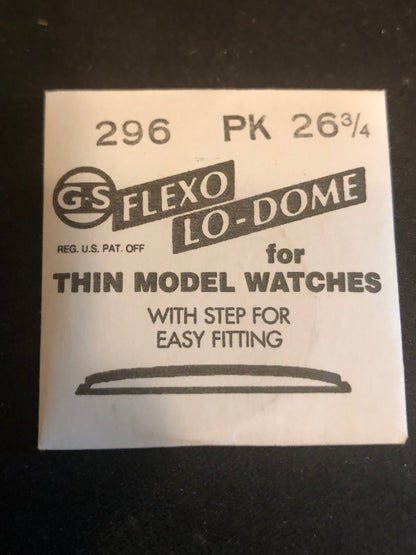 296 PK 26¾
G-S FLEXO
LO-DOME
REG. U.S. PAT. OFF
for
THIN MODEL WATCHES
WITH STEP FOR
EASY FITTING